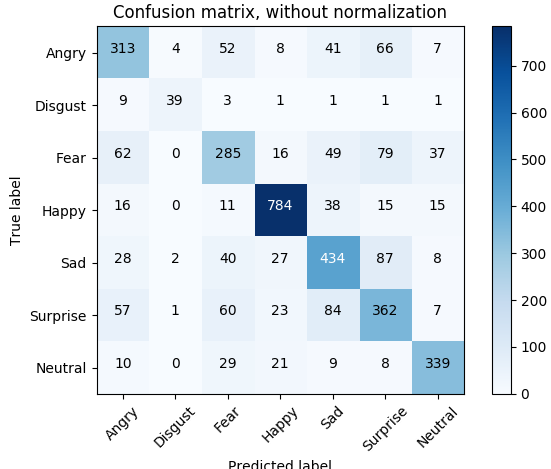 Confusion matrix, without normalization
Angry 313 4 52 8 41 66 7
Disgust 9 39 3 1 1 1 1
Fear 62 0 285 16 49 79 37
Happy 16 0 11 784 38 15 15
Sad 28 2 40 27 434 87 8
Surprise 57 1 60 23 84 362 7
Neutral 10 0 29 21 9 8 339
True label
Angry Disgust Fear Happy Sad Surprise Neutral
Predicted label
700
600
500
400
300
200
100
0